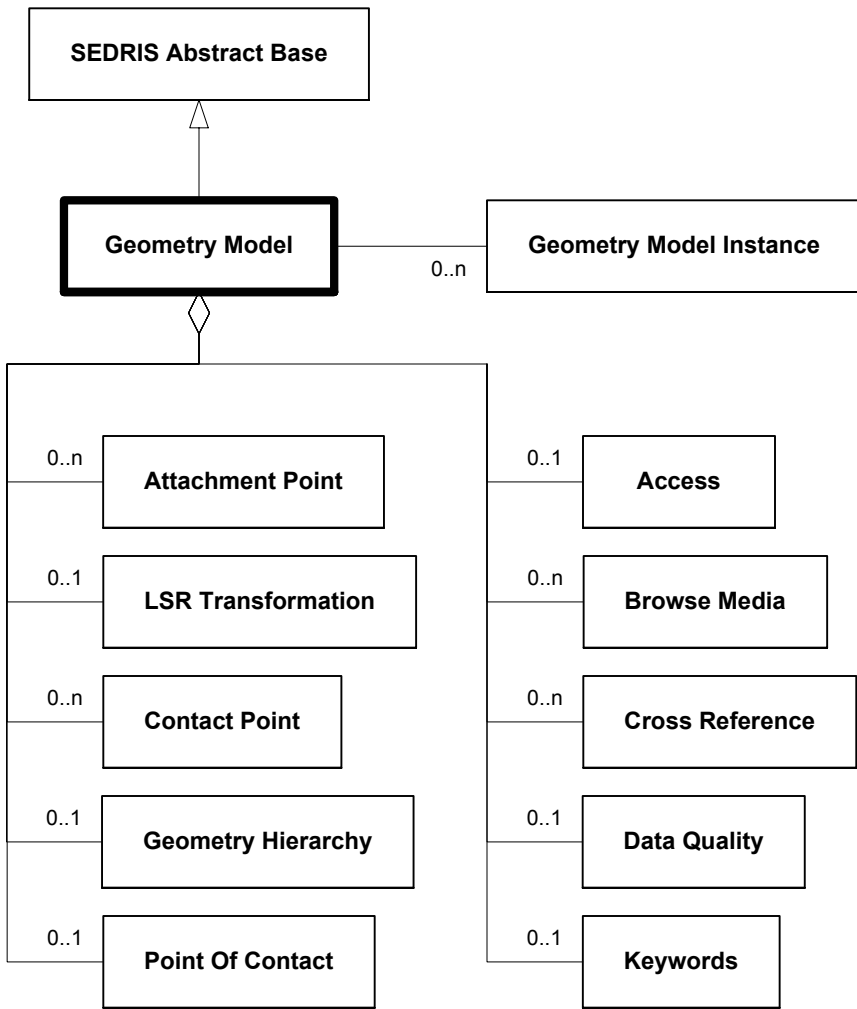 SEDRIS Abstract Base
Geometry Model
Geometry Model Instance
0..n
0..n
Attachment Point
0..1
LSR Transformation
0..n
Contact Point
0..1
Geometry Hierarchy
0..1
Point Of Contact
0..1
Access
0..n
Browse Media
0..n
Cross Reference
0..1
Data Quality
0..1
Keywords